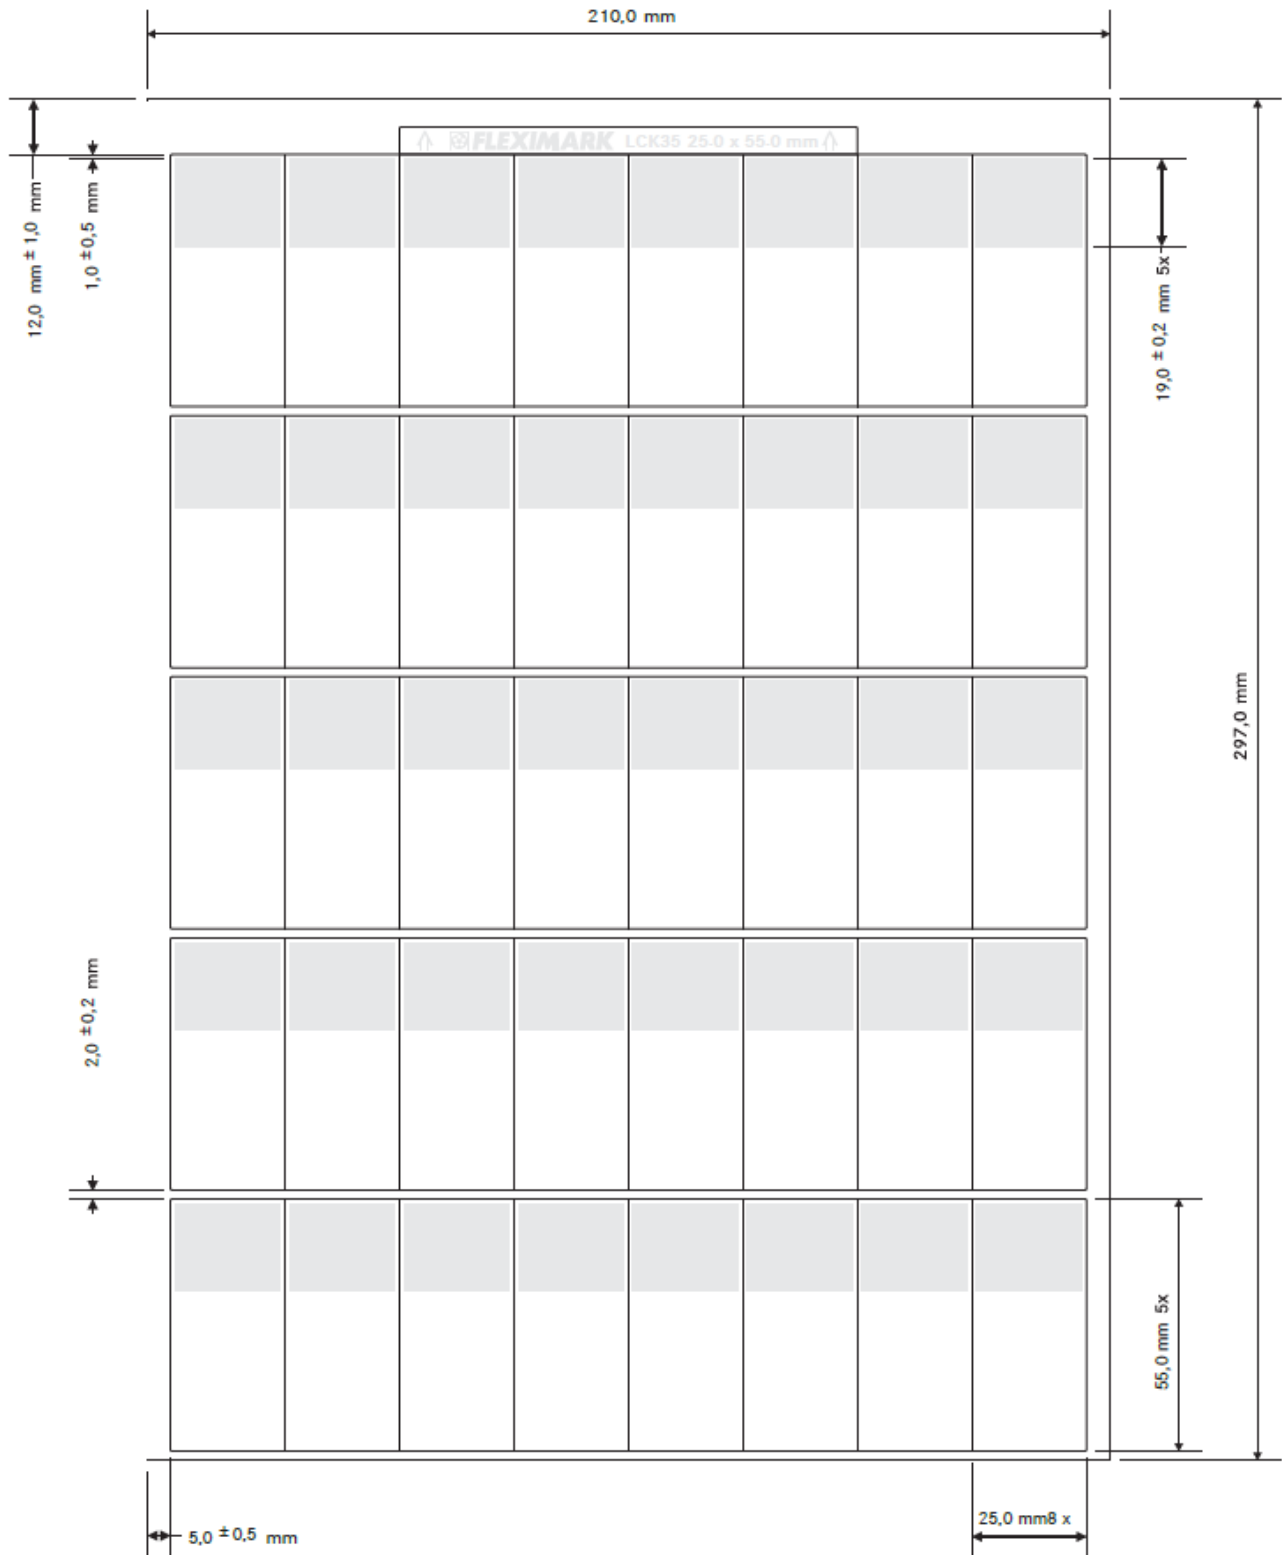 210,0 mm
FLEXIMARK LCK35 25.0 x 55.0 mm
12,0 mm ± 1,0 mm
1,0 ±0,5 mm
19,0 ± 0,2 mm 5x
297,0 mm
2,0 ±0,2 mm
55,0 mm 5x
25,0 mm8 x
5,0 ± 0,5 mm